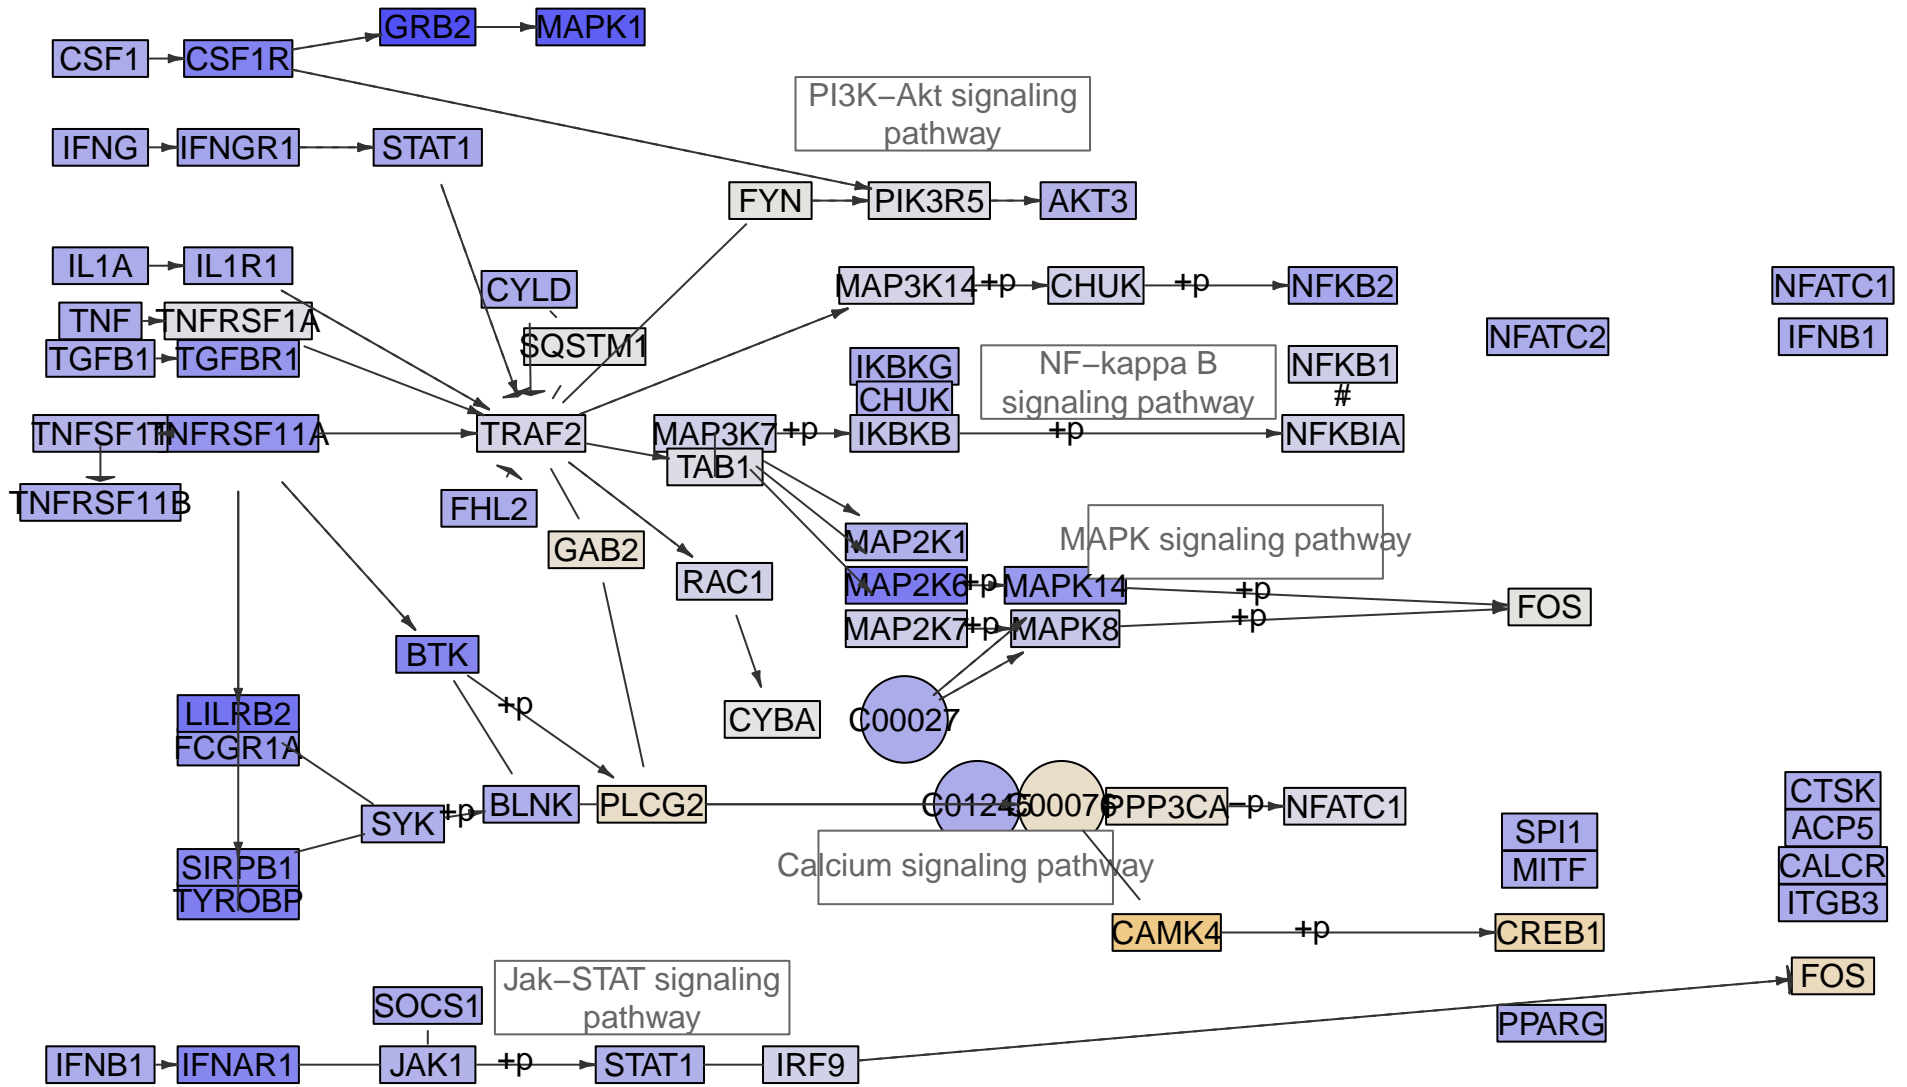 GRB2
MAPK1
CSF1
CSF1R
PI3K−Akt signaling
pathway
IFNG
IFNGR1
STAT1
FYN
PIK3R5
AKT3
IL1A
IL1R1
CYLD
MAP3K14
+p
CHUK
+p
NFKB2
NFATC1
TNF
TNFRSF1A
SQSTM1
NFATC2
IFNB1
TGFB1
TGFBR1
IKBKG
NF−kappa B
signaling pathway
NFKB1
CHUK
#
TNFSF11
TNFRSF11A
TRAF2
MAP3K7
+p
IKBKB
+p
NFKBIA
TAB1
TNFRSF11B
FHL2
GAB2
MAP2K1
MAPK signaling pathway
RAC1
MAP2K6
+p
MAPK14
+p
FOS
MAP2K7
+p
MAPK8
+p
BTK
+p
LILRB2
CYBA
C00027
FCGR1A
SYK
+p
BLNK
PLCG2
C01245
C00076
PPP3CA
−p
NFATC1
CTSK
SPI1
ACP5
SIRPB1
Calcium signaling pathway
MITF
CALCR
TYROBP
ITGB3
CAMK4
+p
CREB1
Jak−STAT signaling
pathway
FOS
SOCS1
PPARG
IFNB1
IFNAR1
JAK1
+p
STAT1
IRF9